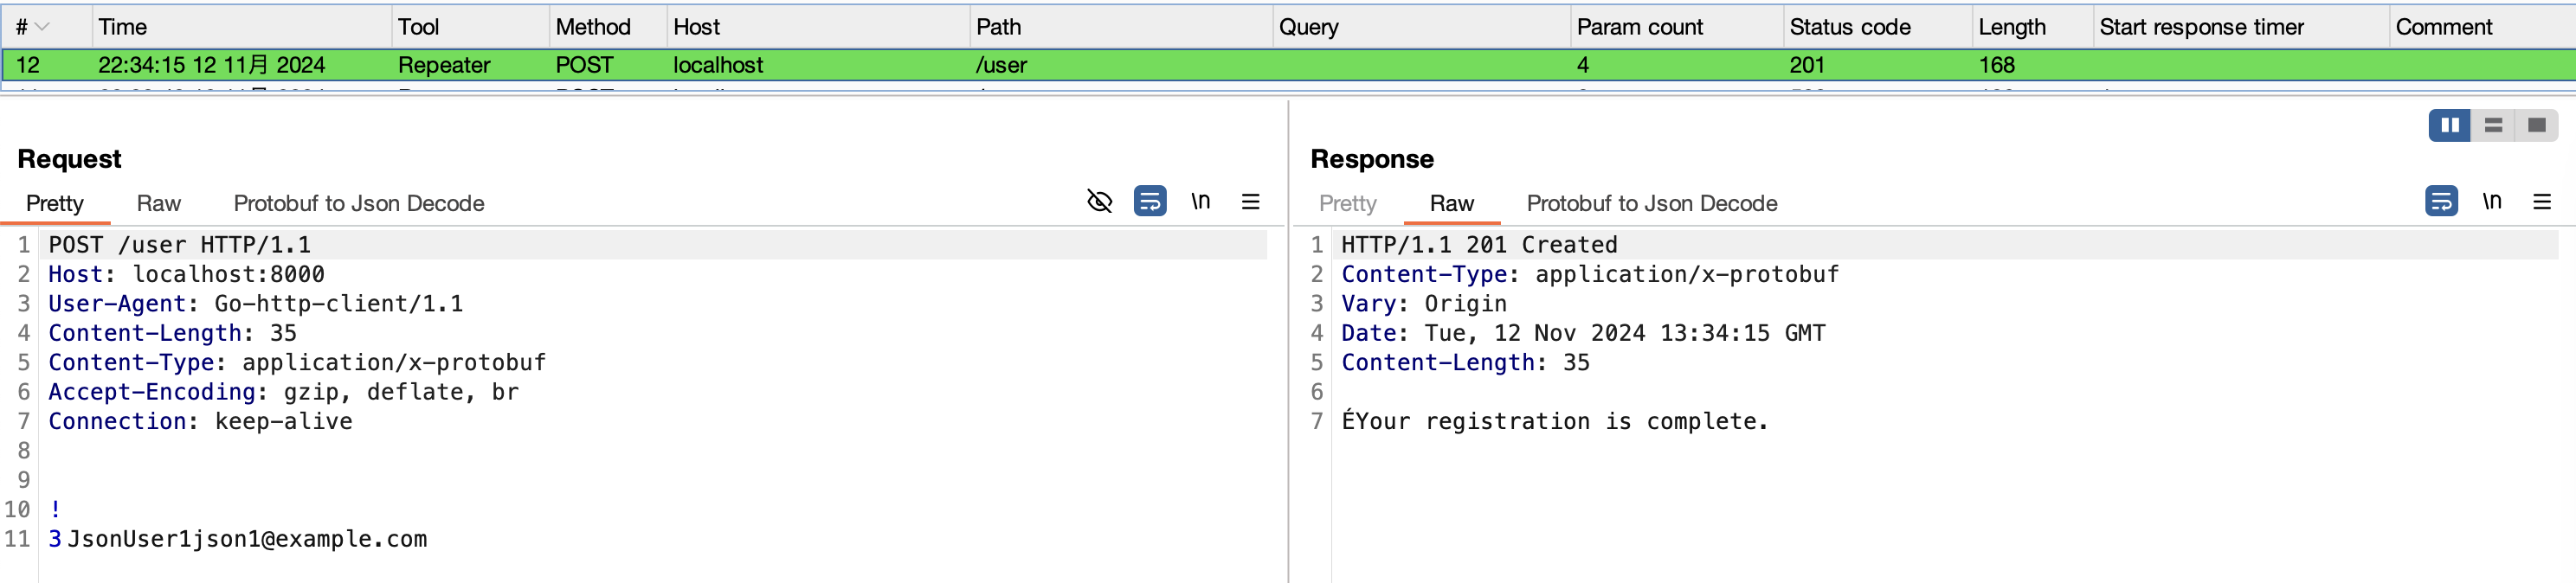 # Time Tool Method Host Path Query Param count Status code Length Start response timer Comment
12 22:34:15 12 11月 2024 Repeater POST localhost /user 4 201 168
Request
Pretty Raw Protobuf to Json Decode \n
1 POST /user HTTP/1.1
2 Host: localhost:8000
3 User-Agent: Go-http-client/1.1
4 Content-Length: 35
5 Content-Type: application/x-protobuf
6 Accept-Encoding: gzip, deflate, br
7 Connection: keep-alive
8
9
10 !
11 3JsonUser1json1@example.com
Response
Pretty Raw Protobuf to Json Decode \n
1 HTTP/1.1 201 Created
2 Content-Type: application/x-protobuf
3 Vary: Origin
4 Date: Tue, 12 Nov 2024 13:34:15 GMT
5 Content-Length: 35
6
7 ÉYour registration is complete.